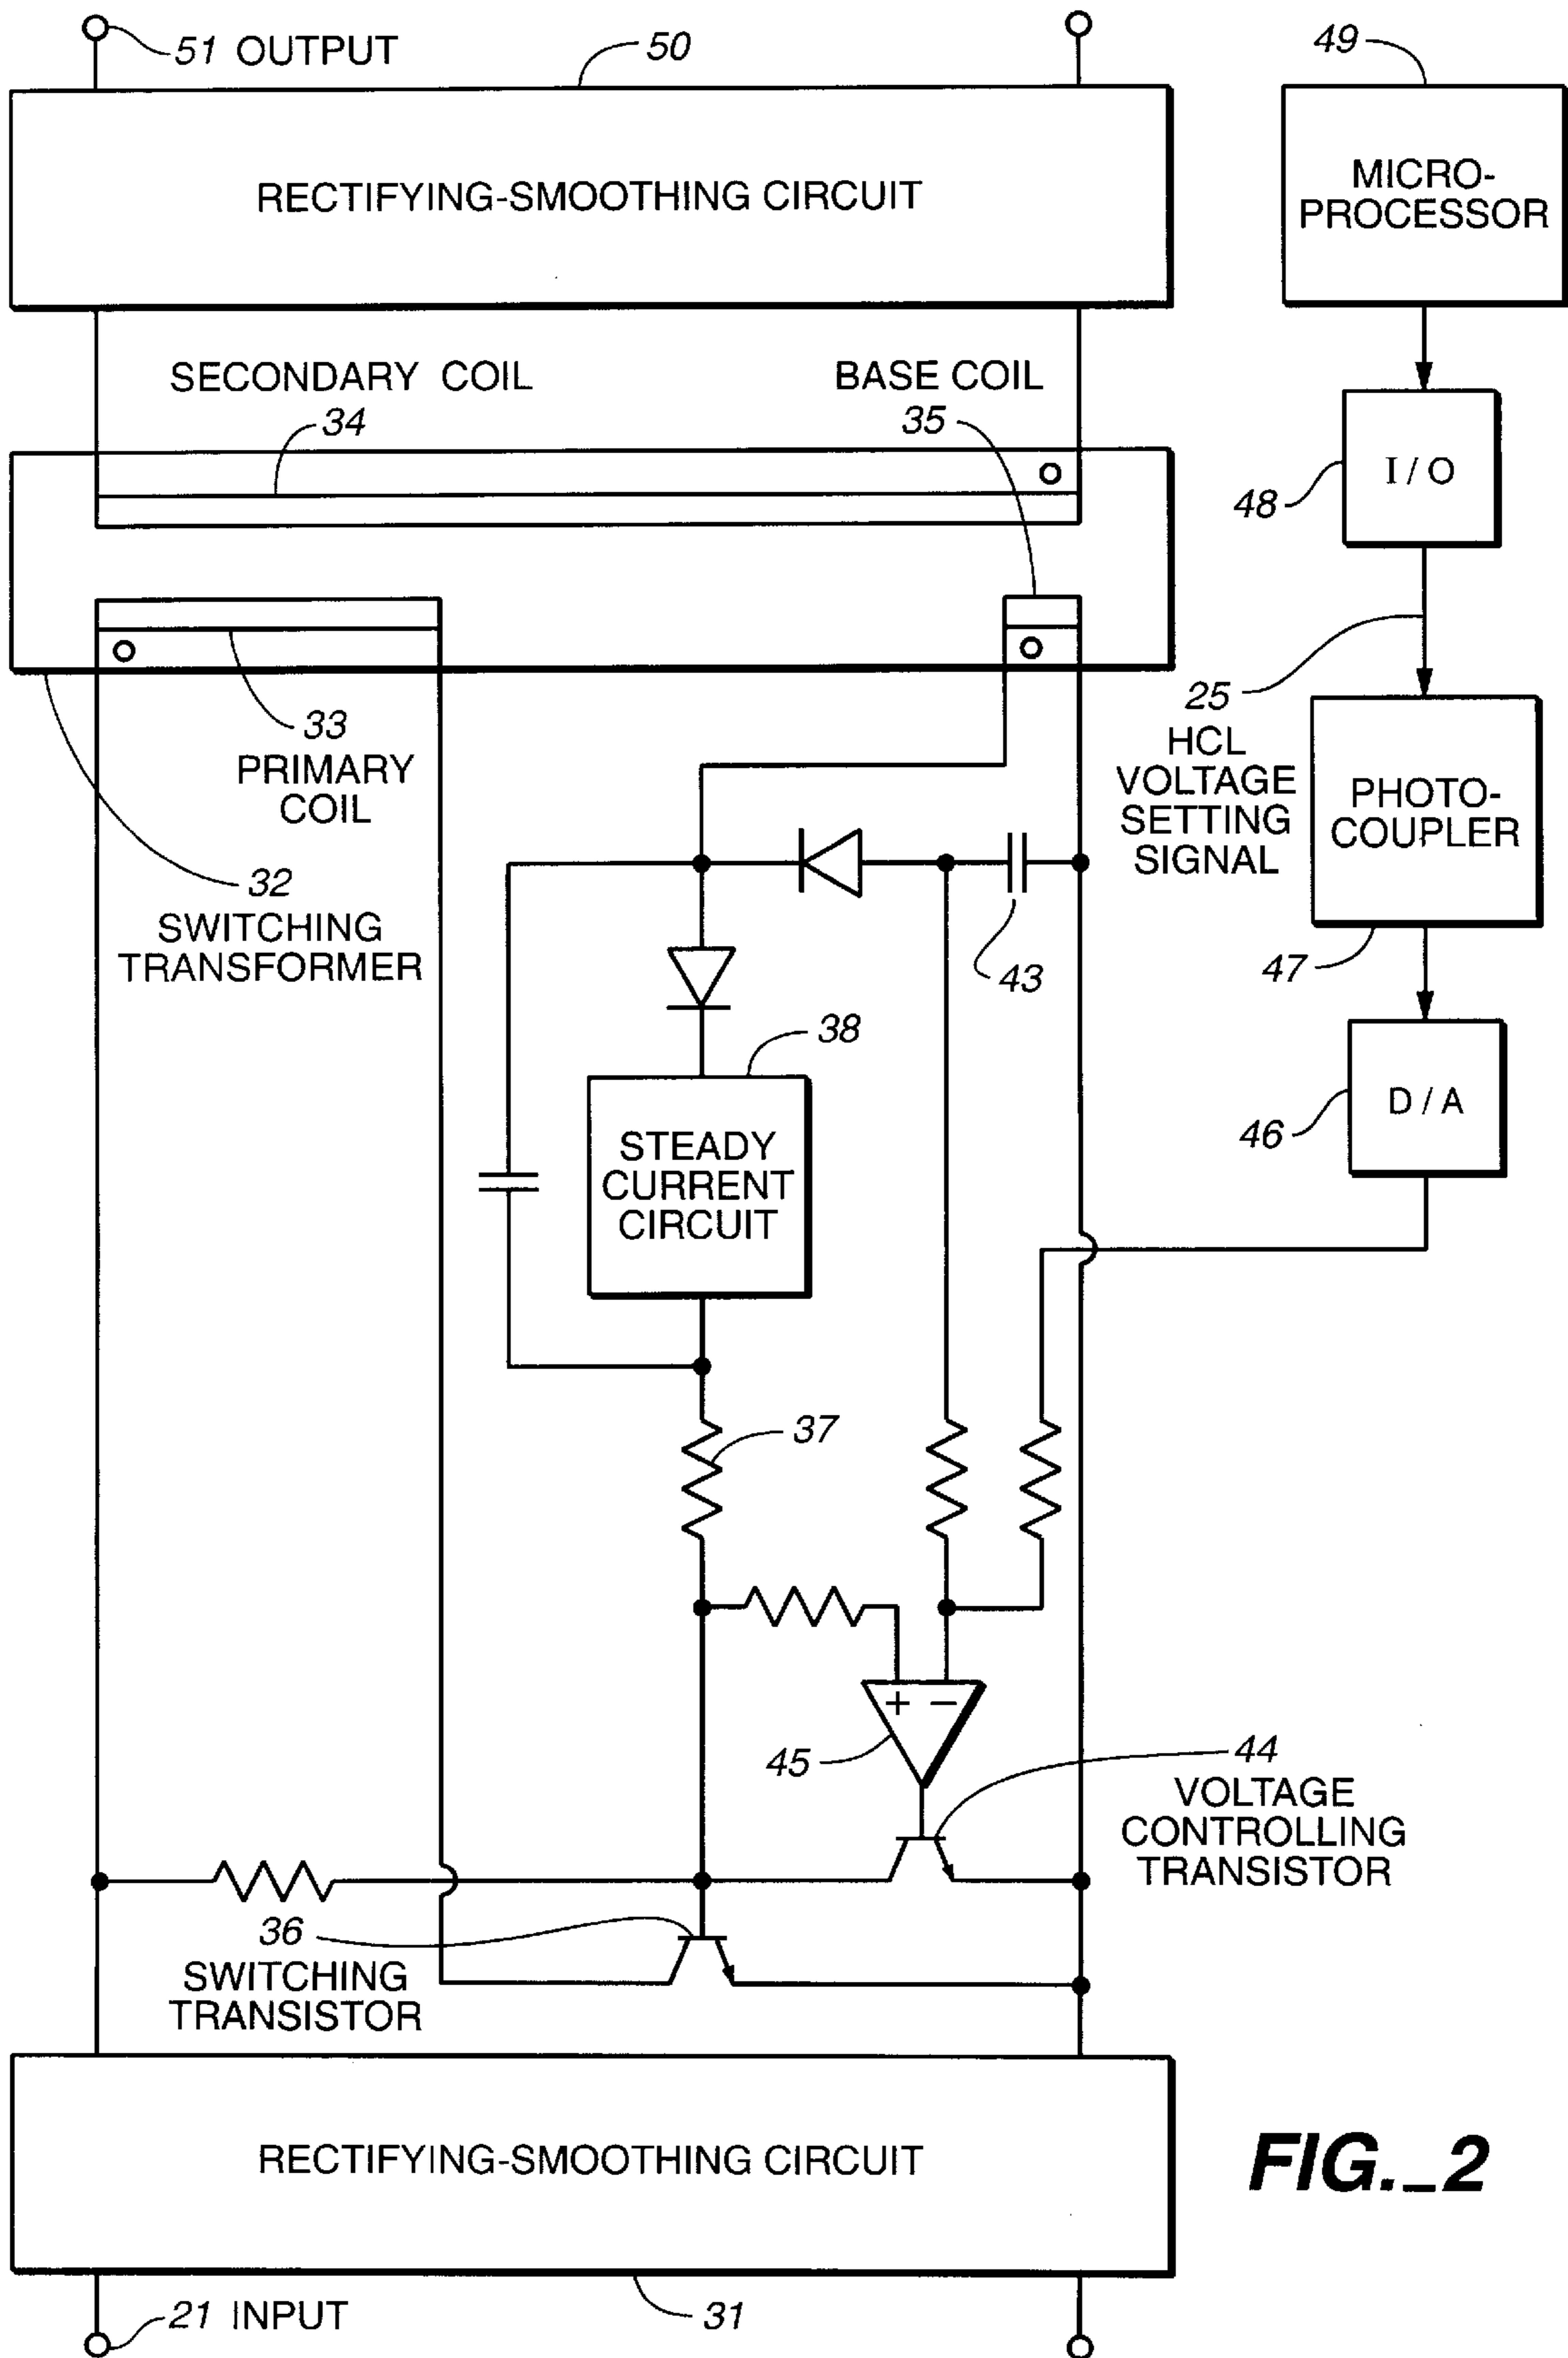 51 OUTPUT
50
49
RECTIFYING-SMOOTHING CIRCUIT
MICRO-
PROCESSOR
SECONDARY COIL
34
BASE COIL
35
I / O
48
25
HCL
VOLTAGE
SETTING
SIGNAL
33
PRIMARY
COIL
PHOTO-
COUPLER
47
32
SWITCHING
TRANSFORMER
43
38
STEADY
CURRENT
CIRCUIT
D / A
46
37
+ −
45
44
VOLTAGE
CONTROLLING
TRANSISTOR
36
SWITCHING
TRANSISTOR
RECTIFYING-SMOOTHING CIRCUIT
FIG._2
21 INPUT
31